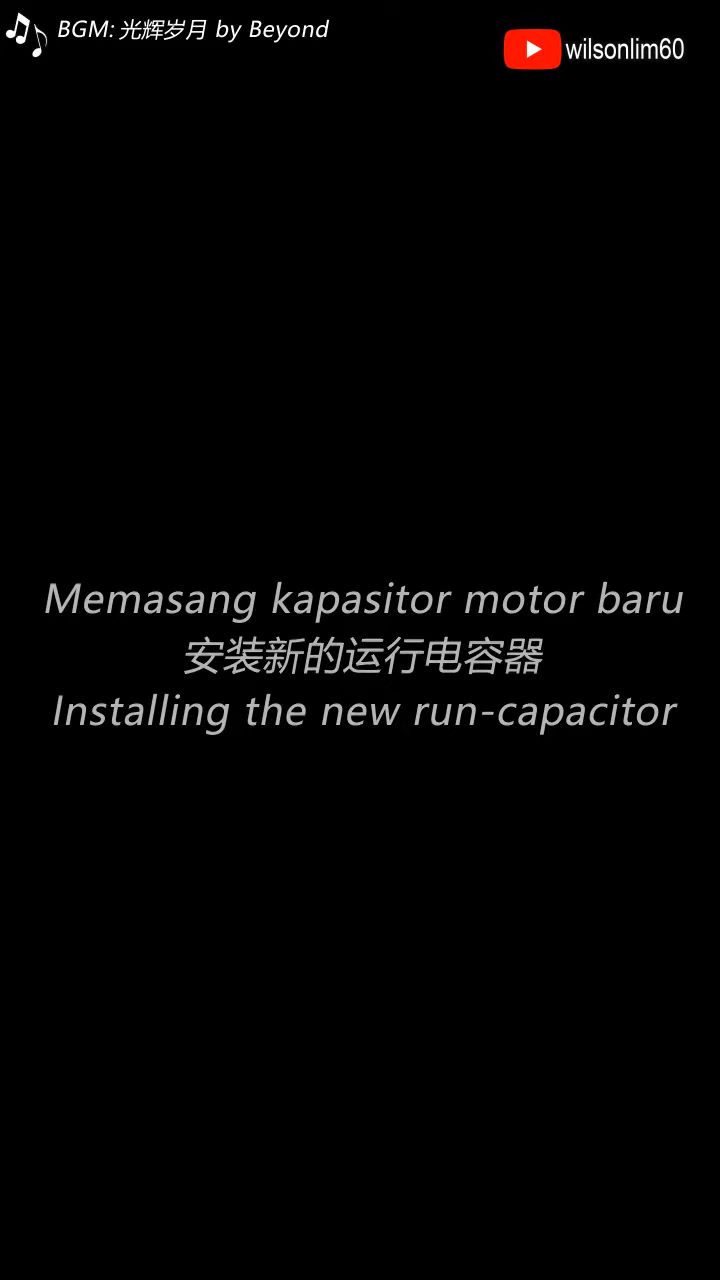 BGM: 光辉岁月 by Beyond
wilsonlim60
Memasang kapasitor motor baru
安装新的运行电容器
Installing the new run-capacitor